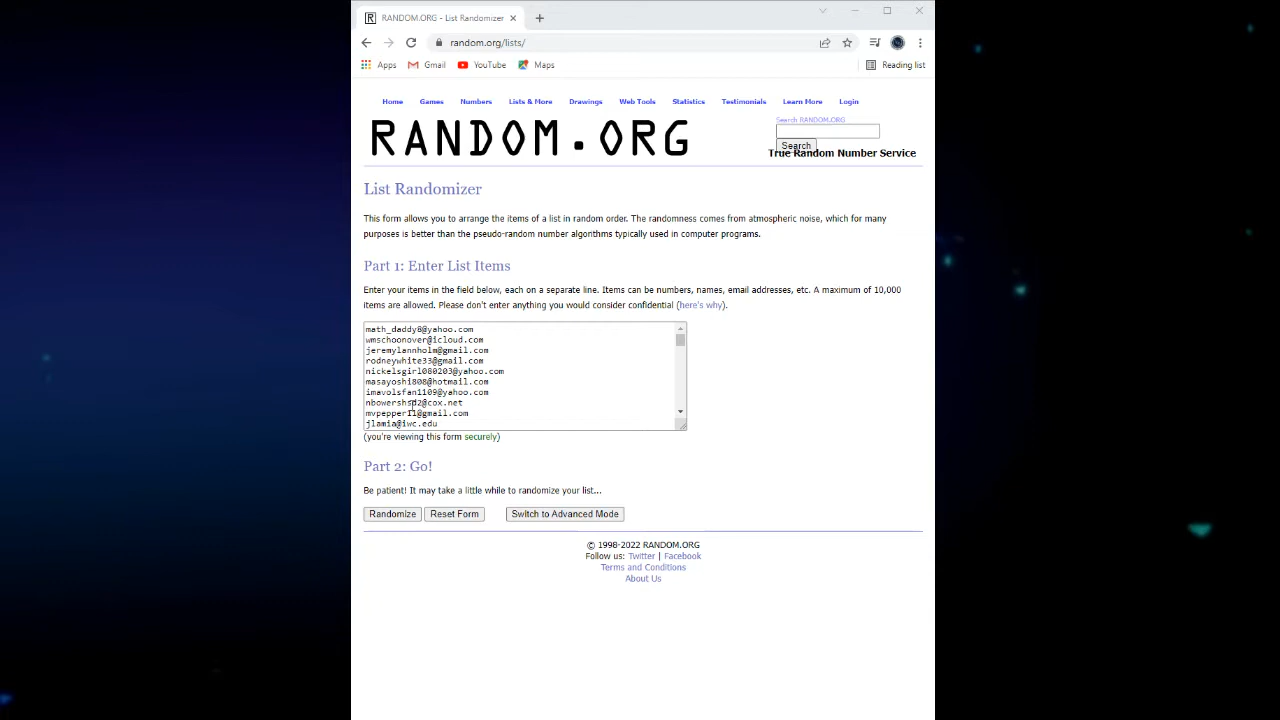 RANDOM.ORG - List Randomizer
random.org/lists/
Apps Gmail YouTube Maps Reading list
Home Games Numbers Lists & More Drawings Web Tools Statistics Testimonials Learn More Login
Search RANDOM.ORG
RANDOM.ORG
Search
True Random Number Service
List Randomizer
This form allows you to arrange the items of a list in random order. The randomness comes from atmospheric noise, which for many
purposes is better than the pseudo-random number algorithms typically used in computer programs.
Part 1: Enter List Items
Enter your items in the field below, each on a separate line. Items can be numbers, names, email addresses, etc. A maximum of 10,000
items are allowed. Please don't enter anything you would consider confidential (here's why).
math_daddy8@yahoo.com
wmschoonover@icloud.com
jeremylannholm@gmail.com
rodneywhite33@gmail.com
nickelsgirl080203@yahoo.com
masayoshi808@hotmail.com
imavolsfan1109@yahoo.com
mvpepper11@gmail.com
jlamia@iwc.edu
(you're viewing this form securely)
Part 2: Go!
Be patient! It may take a little while to randomize your list...
Randomize Reset Form Switch to Advanced Mode
© 1998-2022 RANDOM.ORG
Follow us: Twitter | Facebook
Terms and Conditions
About Us